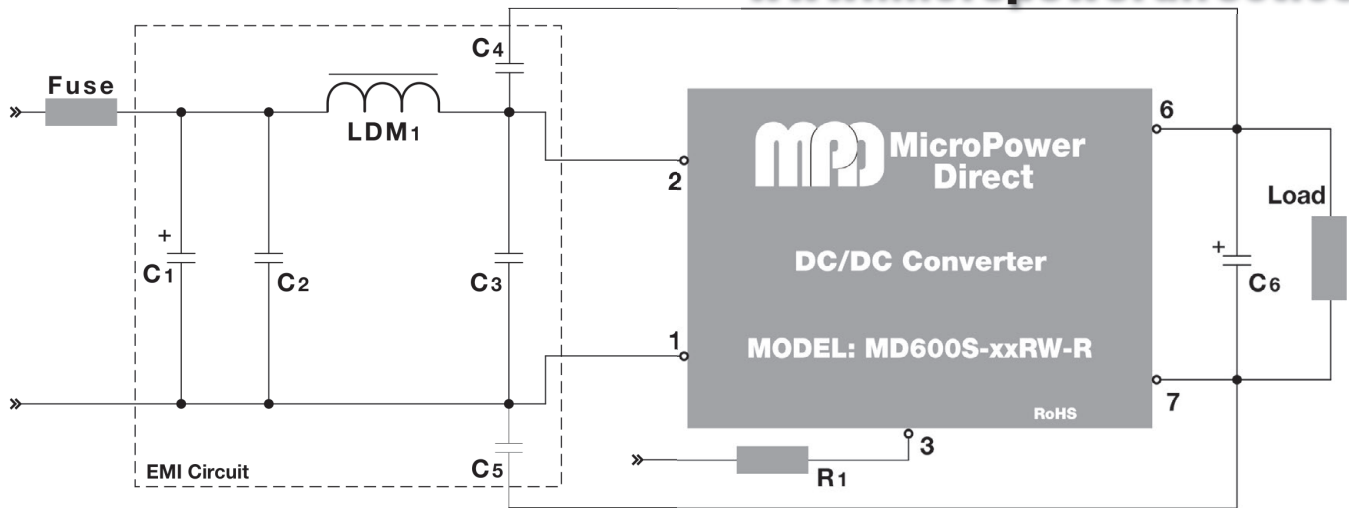 C4
Fuse
LDM1
+
C1
C2
C3
C5
EMI Circuit
2
1
3
6
7
MPD MicroPower
Direct
DC/DC Converter
MODEL: MD600S-xxRW-R
RoHS
R1
Load
+
C6